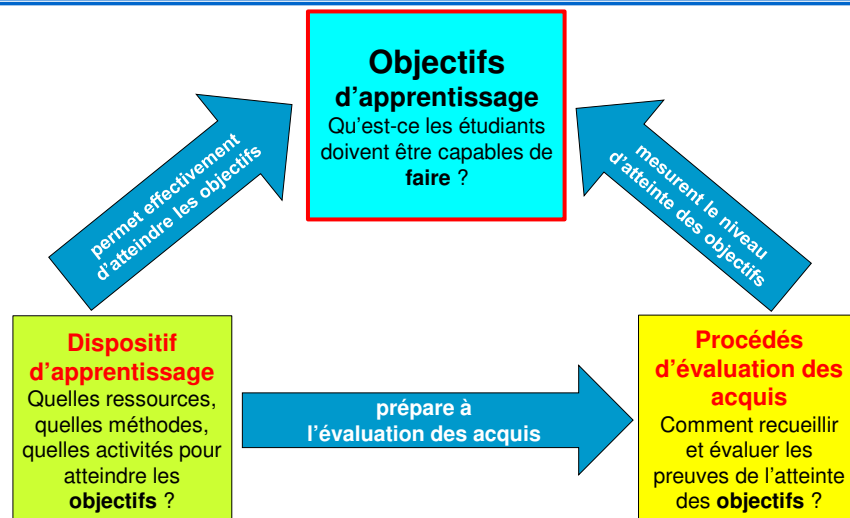 Objectifs
d’apprentissage
Qu’est-ce les étudiants
doivent être capables de
faire ?
permet effectivement
d’atteindre les objectifs
mesurent le niveau
d’atteinte des objectifs
Dispositif
d’apprentissage
Quelles ressources,
quelles méthodes,
quelles activités pour
atteindre les
objectifs ?
prépare à
l’évaluation des acquis
Procédés
d’évaluation des
acquis
Comment recueillir
et évaluer les
preuves de l’atteinte
des objectifs ?